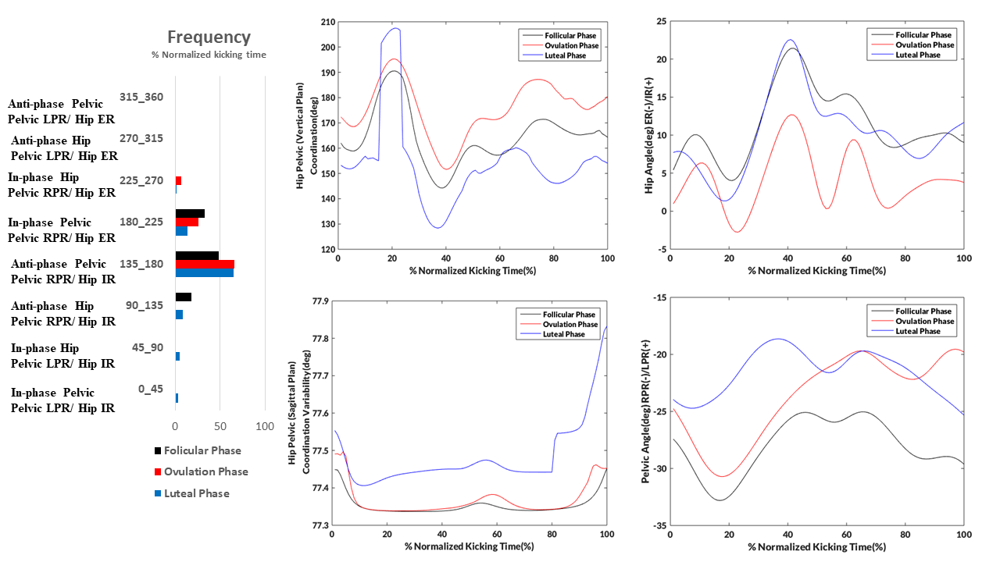 Frequency
% Normalized kicking time
Anti-phase Pelvic
Pelvic LPR/ Hip ER
315_360
Anti-phase Hip
Pelvic LPR/ Hip ER
270_315
In-phase Hip
Pelvic RPR/ Hip ER
225_270
In-phase Pelvic
Pelvic RPR/ Hip ER
180_225
Anti-phase Pelvic
Pelvic RPR/ Hip IR
135_180
Anti-phase Hip
Pelvic RPR/ Hip IR
90_135
In-phase Hip
Pelvic LPR/ Hip IR
45_90
In-phase Pelvic
Pelvic LPR/ Hip IR
0_45
0 50 100
Folicular Phase
Ovulation Phase
Luteal Phase
Hip Pelvic (Vertical Plan)
Coordination(deg)
210
200
190
180
170
160
150
140
130
120
0 20 40 60 80 100
% Normalized Kicking Time(%)
Follicular Phase
Ovulation Phase
Luteal Phase
Hip Angle(deg) ER(-)/IR(+)
25
20
15
10
5
0
-5
0 20 40 60 80 100
% Normalized Kicking Time(%)
Follicular Phase
Ovulation Phase
Luteal Phase
Hip Pelvic (Sagittal Plan)
Coordination Variability(deg)
77.9
77.8
77.7
77.6
77.5
77.4
77.3
0 20 40 60 80 100
% Normalized Kicking Time(%)
Follicular Phase
Ovulation Phase
Luteal Phase
Pelvic Angle(deg) RPR(-)/LPR(+)
-15
-20
-25
-30
-35
0 20 40 60 80 100
% Normalized Kicking Time(%)
Follicular Phase
Ovulation Phase
Luteal Phase